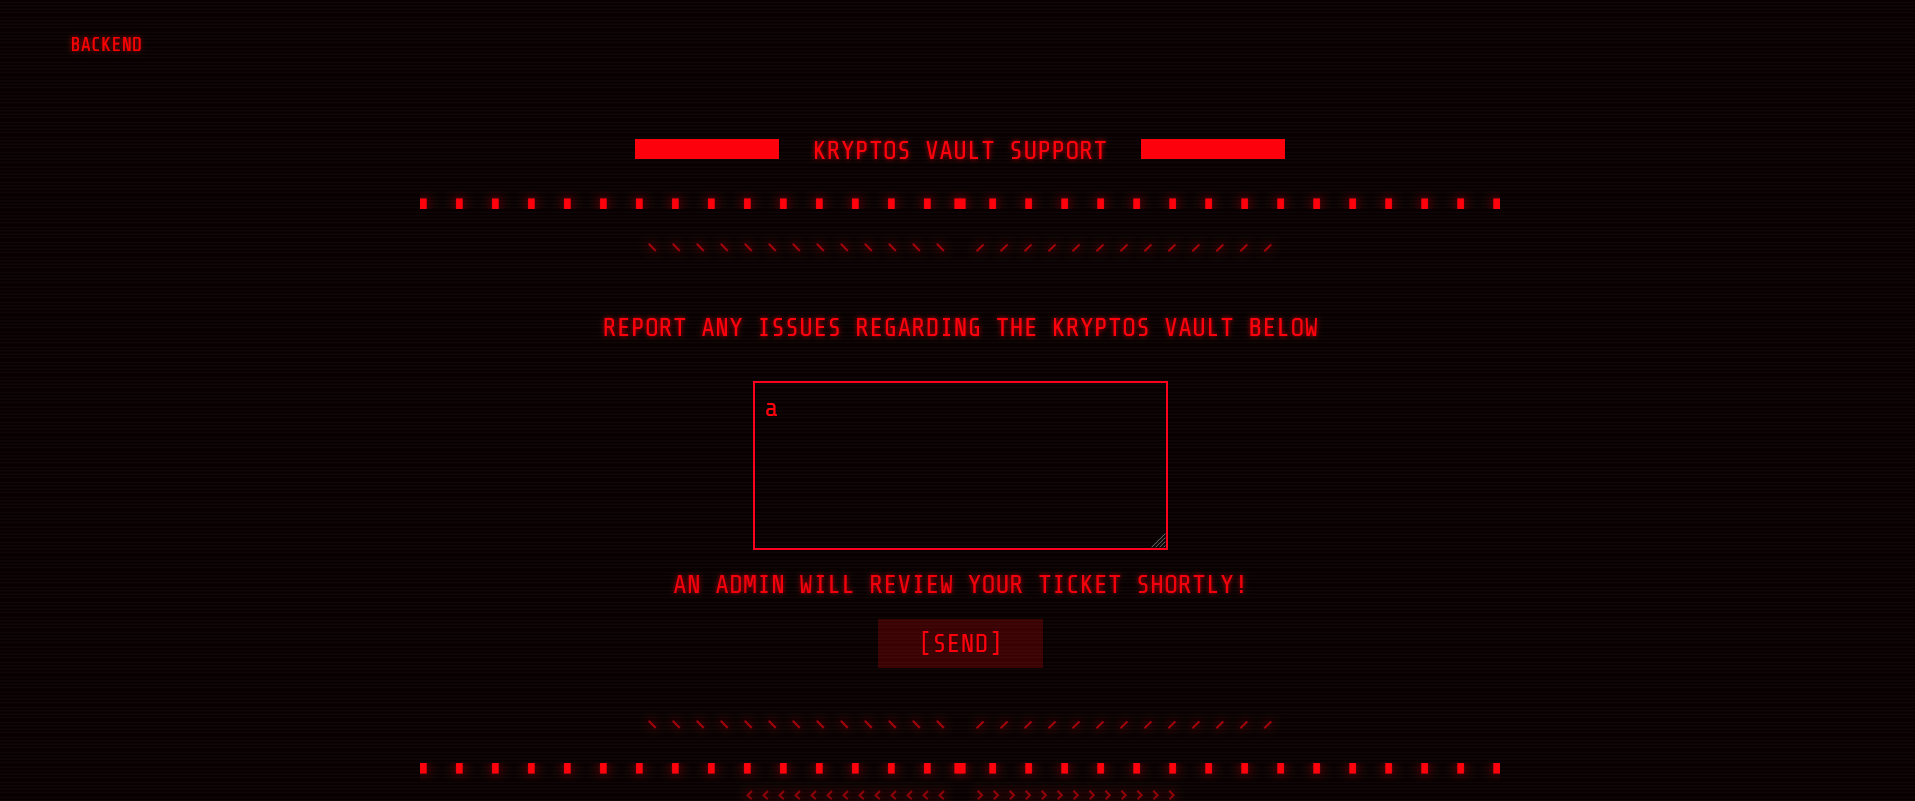 BACKEND
KRYPTOS VAULT SUPPORT
REPORT ANY ISSUES REGARDING THE KRYPTOS VAULT BELOW
a
AN ADMIN WILL REVIEW YOUR TICKET SHORTLY!
[SEND]